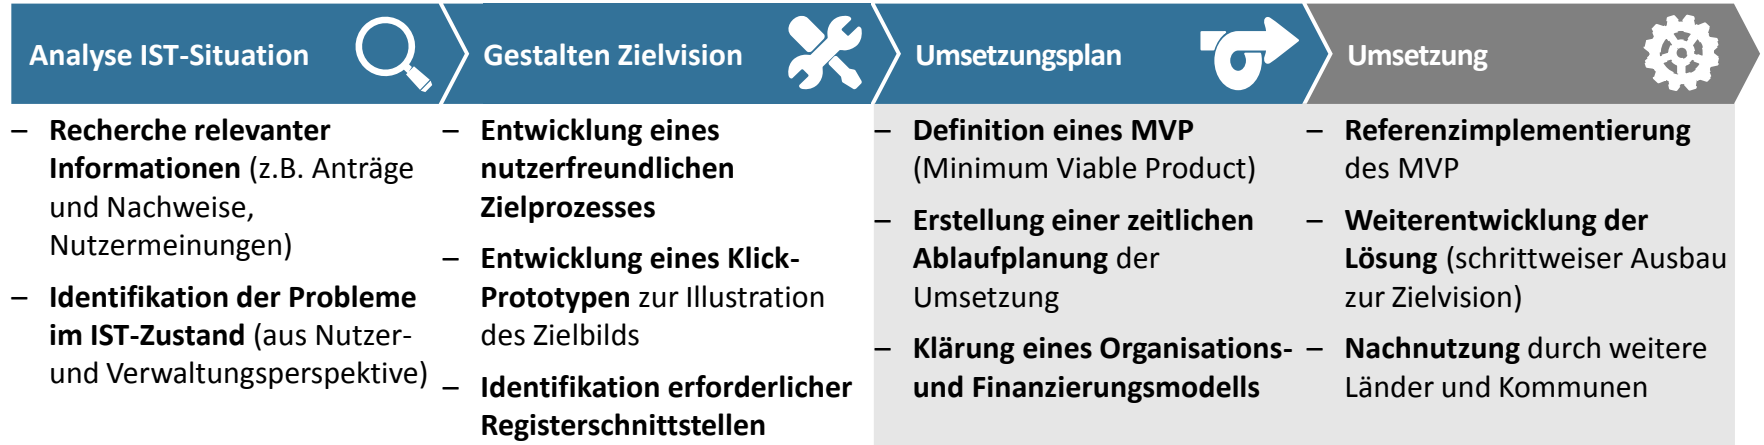 Analyse IST-Situation
Gestalten Zielvision
Umsetzungsplan
Umsetzung
– Recherche relevanter
Informationen (z.B. Anträge
und Nachweise,
Nutzermeinungen)
– Identifikation der Probleme
im IST-Zustand (aus Nutzer-
und Verwaltungsperspektive)
– Entwicklung eines
nutzerfreundlichen
Zielprozesses
– Entwicklung eines Klick-
Prototypen zur Illustration
des Zielbilds
– Identifikation erforderlicher
Registerschnittstellen
– Definition eines MVP
(Minimum Viable Product)
– Erstellung einer zeitlichen
Ablaufplanung der
Umsetzung
– Klärung eines Organisations-
und Finanzierungsmodells
– Referenzimplementierung
des MVP
– Weiterentwicklung der
Lösung (schrittweiser Ausbau
zur Zielvision)
– Nachnutzung durch weitere
Länder und Kommunen